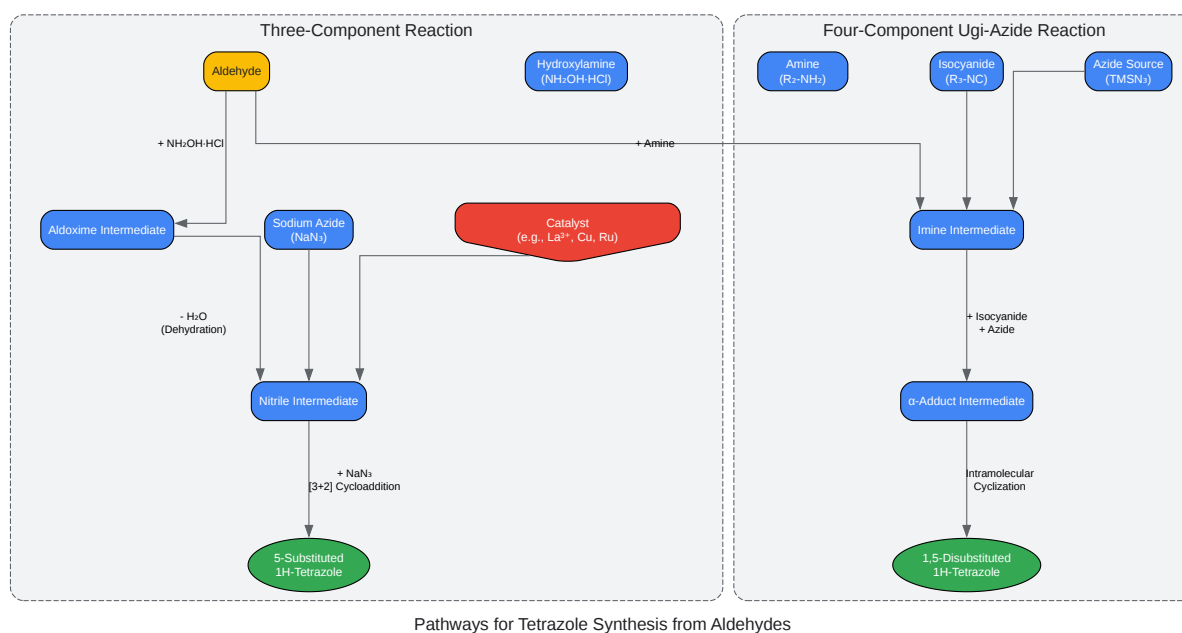 Three-Component Reaction
Four-Component Ugi-Azide Reaction
Aldehyde
Hydroxylamine
(NH₂OH·HCl)
Amine
(R₂-NH₂)
Isocyanide
(R₃-NC)
Azide Source
(TMSN₃)
+ NH₂OH·HCl
+ Amine
Aldoxime Intermediate
Sodium Azide
(NaN₃)
Catalyst
(e.g., La³⁺, Cu, Ru)
Imine Intermediate
- H₂O
(Dehydration)
+ Isocyanide
+ Azide
Nitrile Intermediate
α-Adduct Intermediate
+ NaN₃
[3+2] Cycloaddition
Intramolecular
Cyclization
5-Substituted
1H-Tetrazole
1,5-Disubstituted
1H-Tetrazole
Pathways for Tetrazole Synthesis from Aldehydes